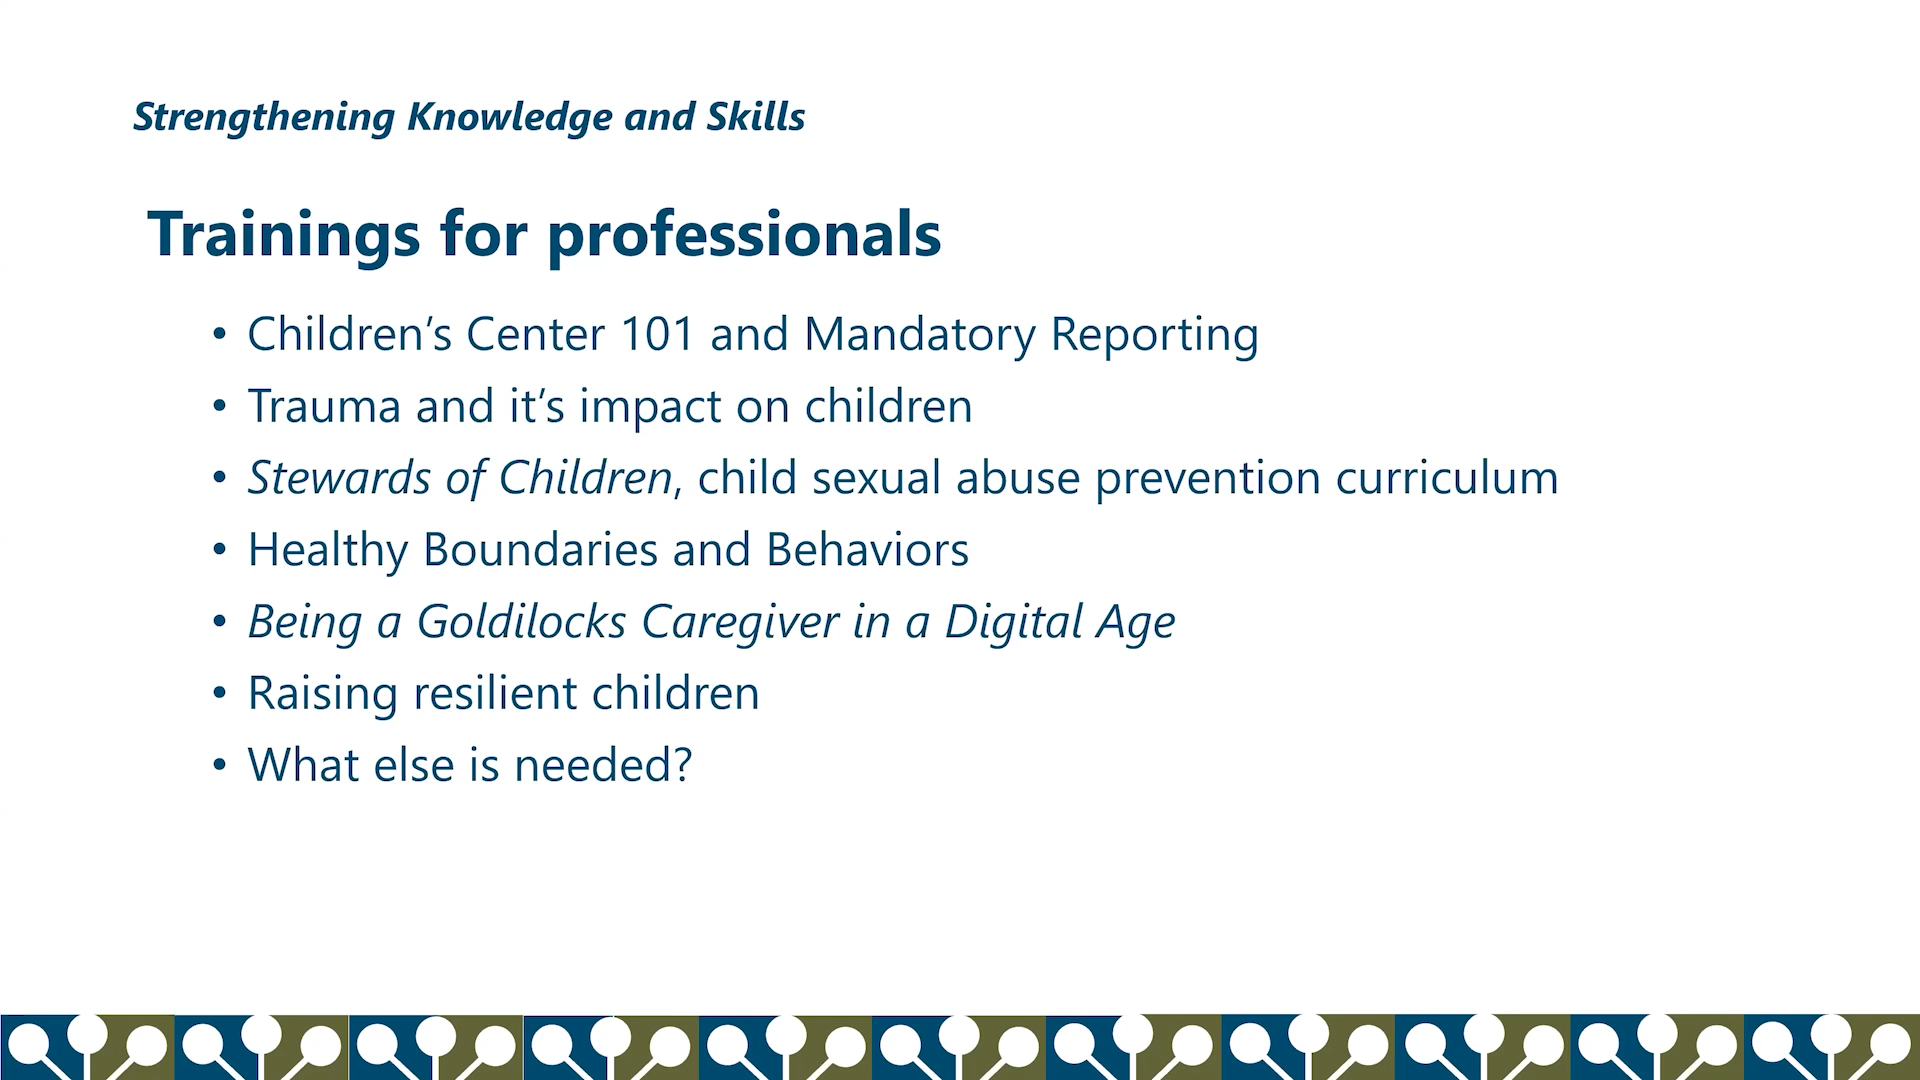 Strengthening Knowledge and Skills
Trainings for professionals
• Children’s Center 101 and Mandatory Reporting
• Trauma and it’s impact on children
• Stewards of Children, child sexual abuse prevention curriculum
• Healthy Boundaries and Behaviors
• Being a Goldilocks Caregiver in a Digital Age
• Raising resilient children
• What else is needed?